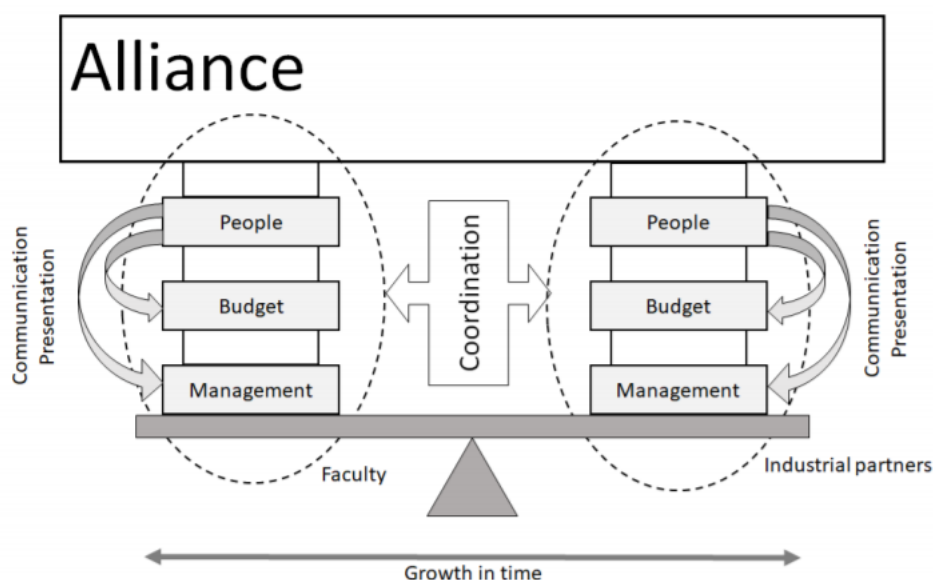 Alliance
People
Budget
Management
Communnication
Presentation
Coordination
People
Budget
Management
Communnication
Presentation
Faculty
Industrial partners
Growth in time